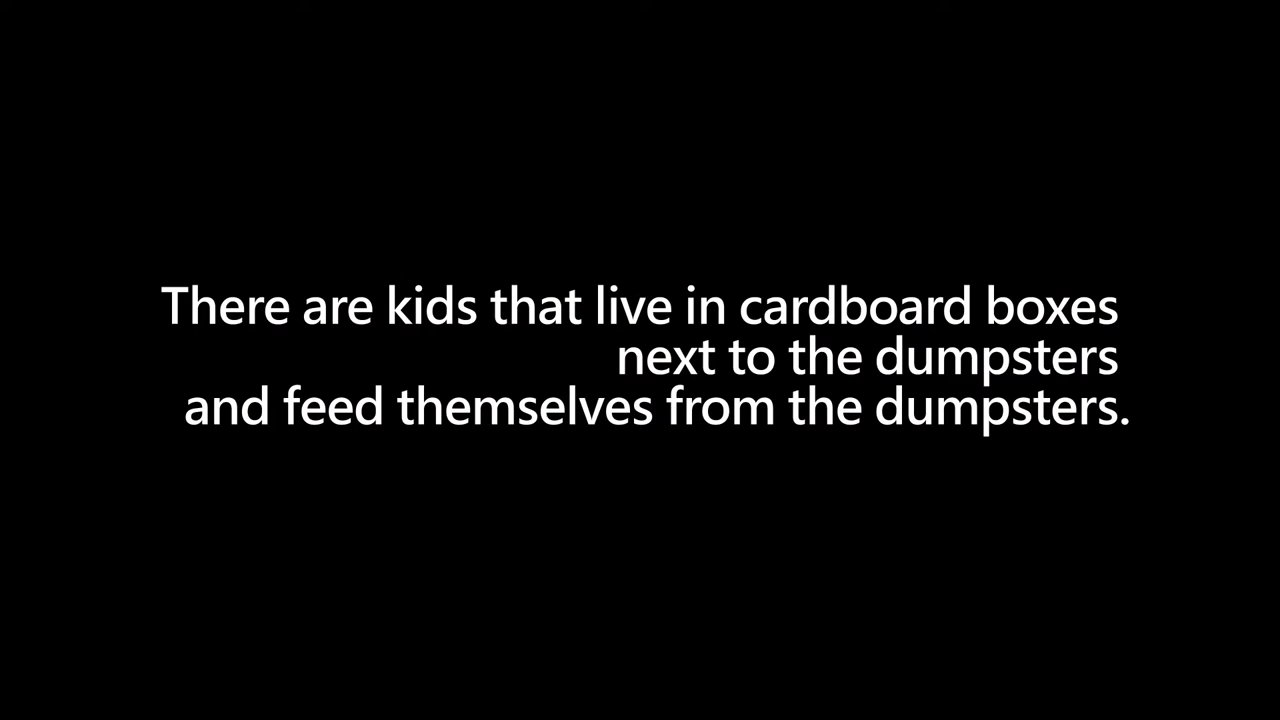 There are kids that live in cardboard boxes
next to the dumpsters
and feed themselves from the dumpsters.